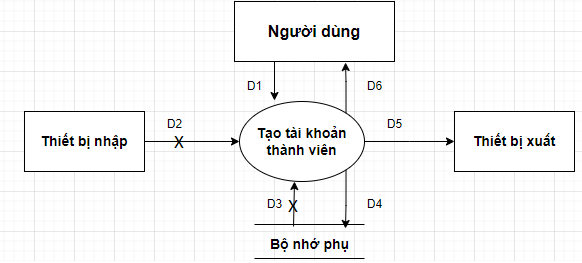 Người dùng
D1
D6
Thiết bị nhập
D2
X
Tạo tài khoản
thành viên
D5
Thiết bị xuất
D3
X
D4
Bộ nhớ phụ